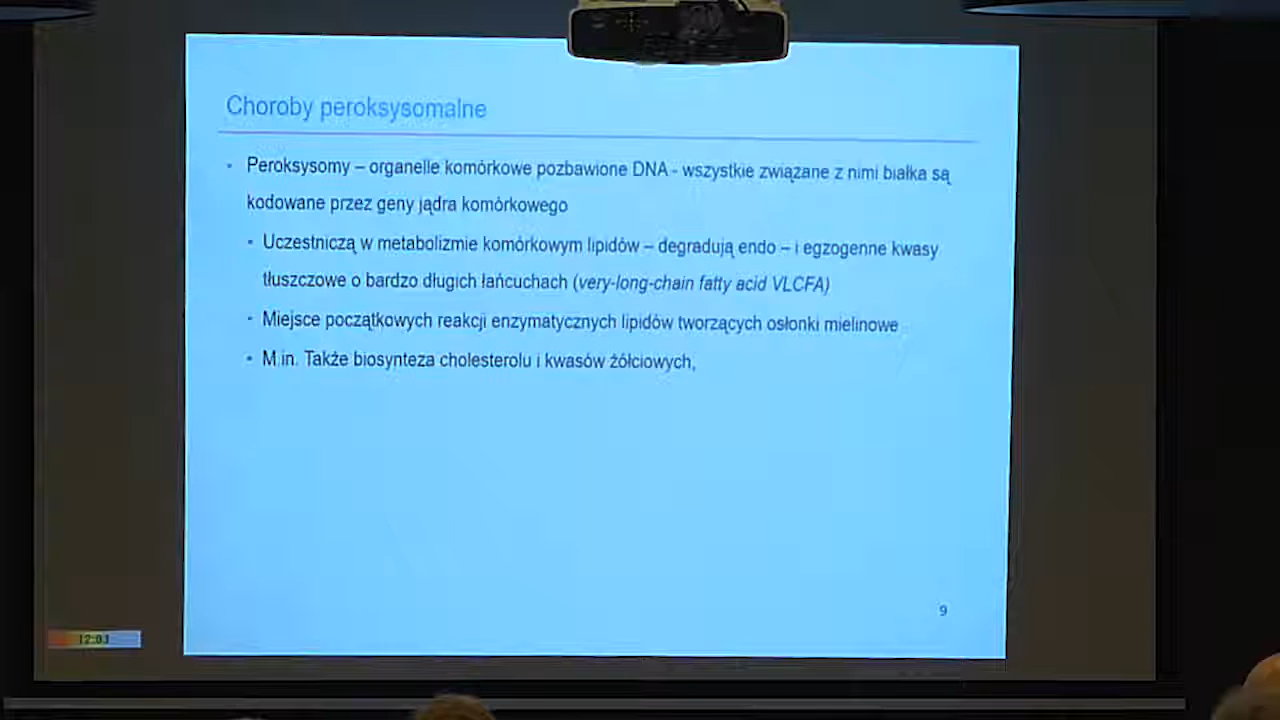 Choroby peroksysomalne
- Peroksysomy – organelle komórkowe pozbawione DNA - wszystkie związane z nimi białka są
kodowane przez geny jądra komórkowego
- Uczestniczą w metabolizmie komórkowym lipidów – degradują endo – i egzogenne kwasy
tłuszczowe o bardzo długich łańcuchach (very-long-chain fatty acid VLCFA)
- Miejsce początkowych reakcji enzymatycznych lipidów tworzących osłonki mielinowe
- M.in. Także biosynteza cholesterolu i kwasów żółciowych,
9
12:03